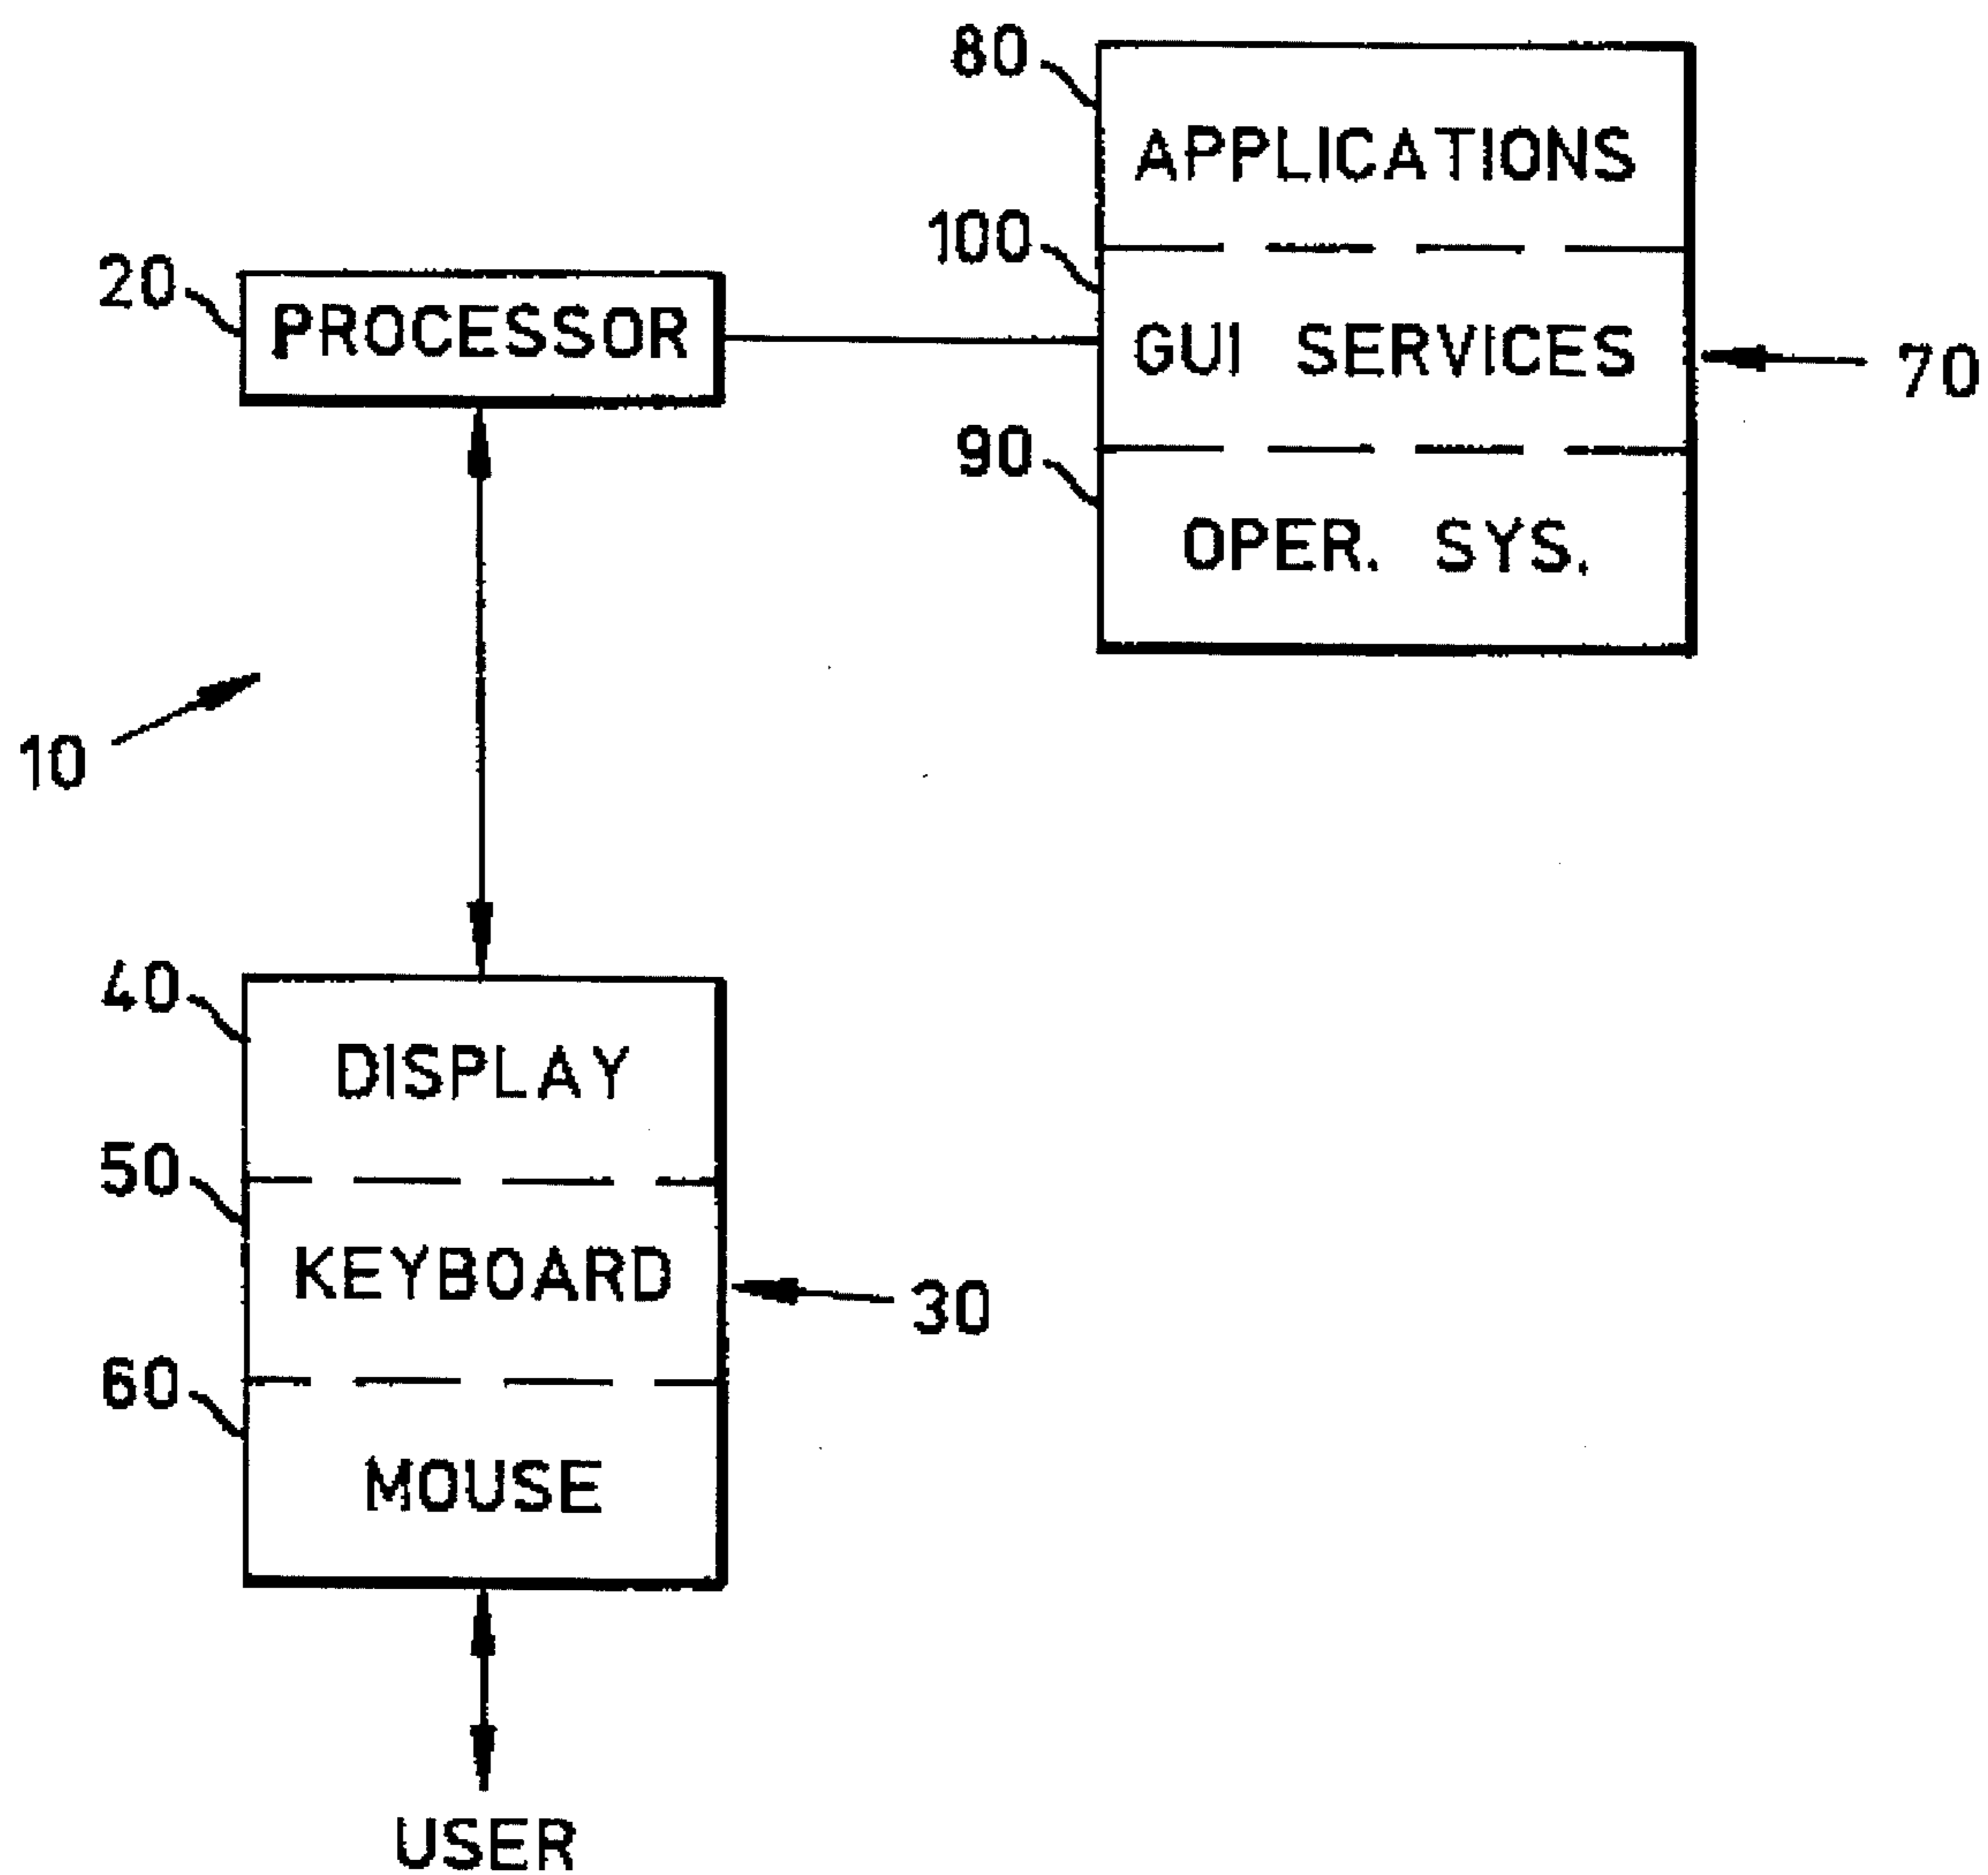 80
APPLICATIONS
100
20
PROCESSOR
GUI SERVICES
70
90
OPER. SYS.
10
40
DISPLAY
50
KEYBOARD
30
60
MOUSE
USER